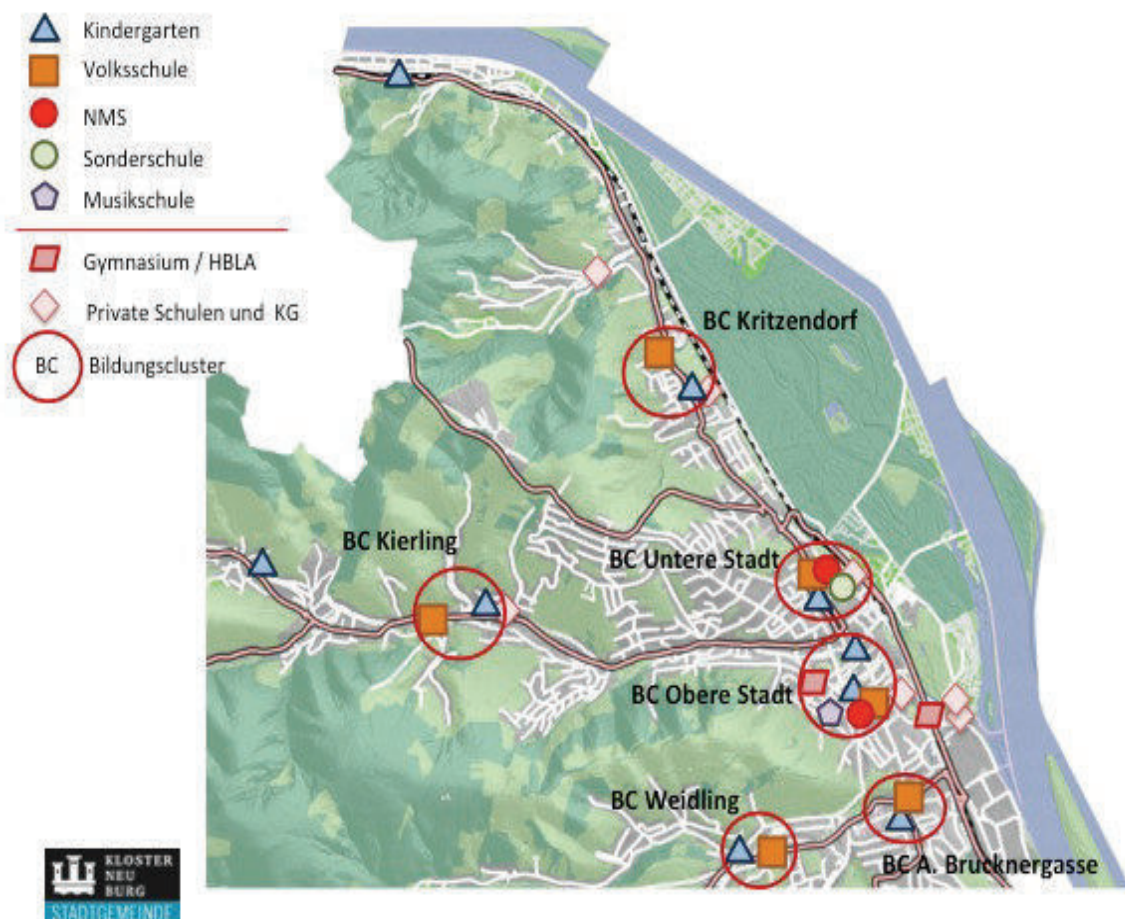 Kindergarten
Volksschule
NMS
Sonderschule
Musikschule
Gymnasium / HBLA
Private Schulen und KG
BC Bildungscluster
BC Kritzendorf
BC Kierling
BC Untere Stadt
BC Obere Stadt
BC Weidling
BC A. Brucknergasse
KLOSTER
NEU
BURG
STADTGEMEINDE